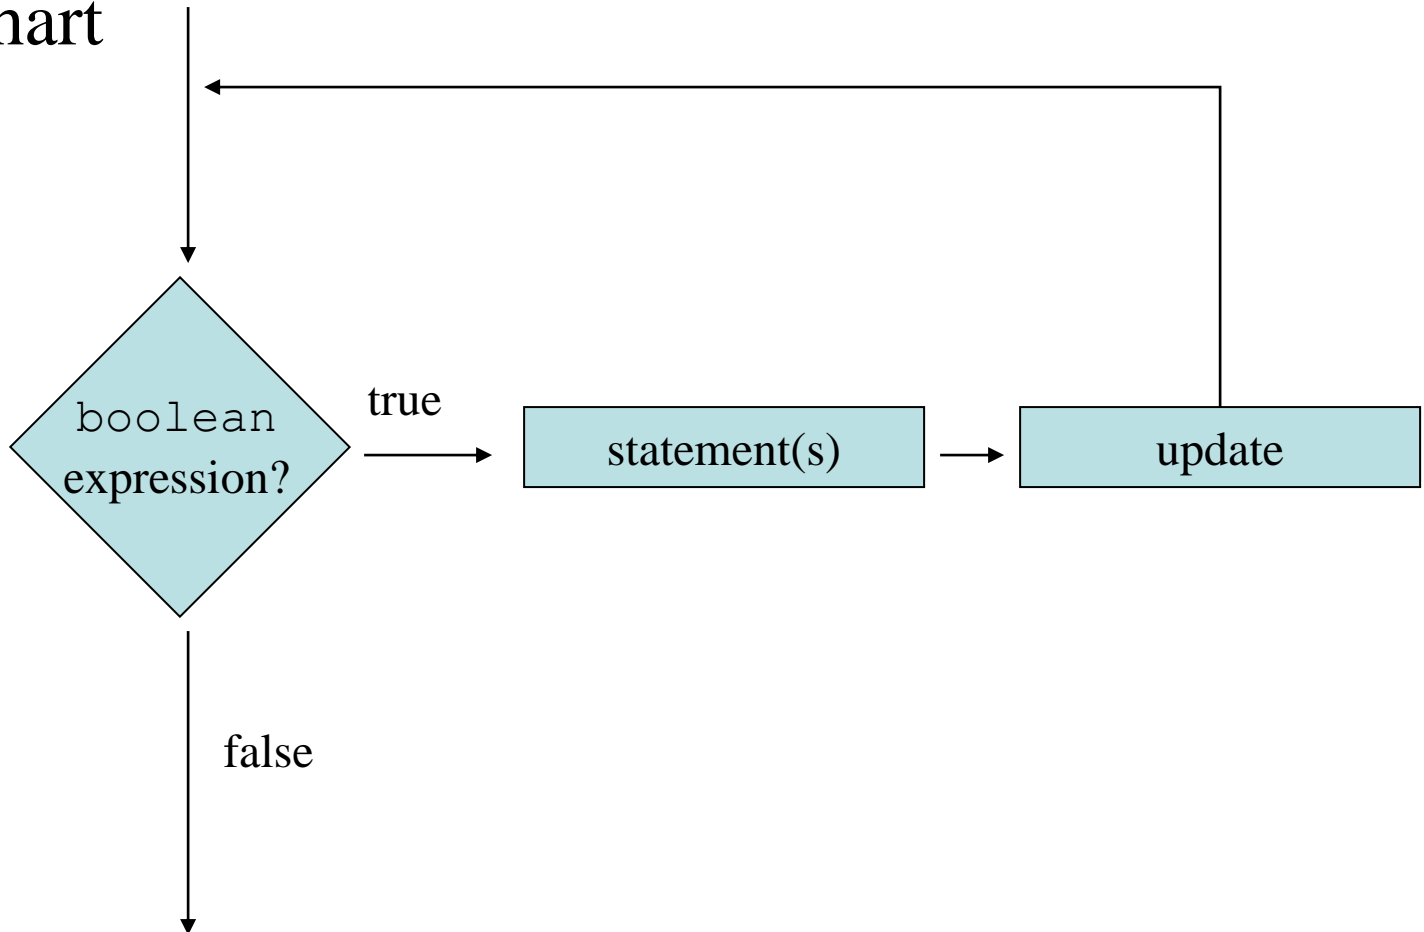 hart
true
boolean
expression?
statement(s)
update
false